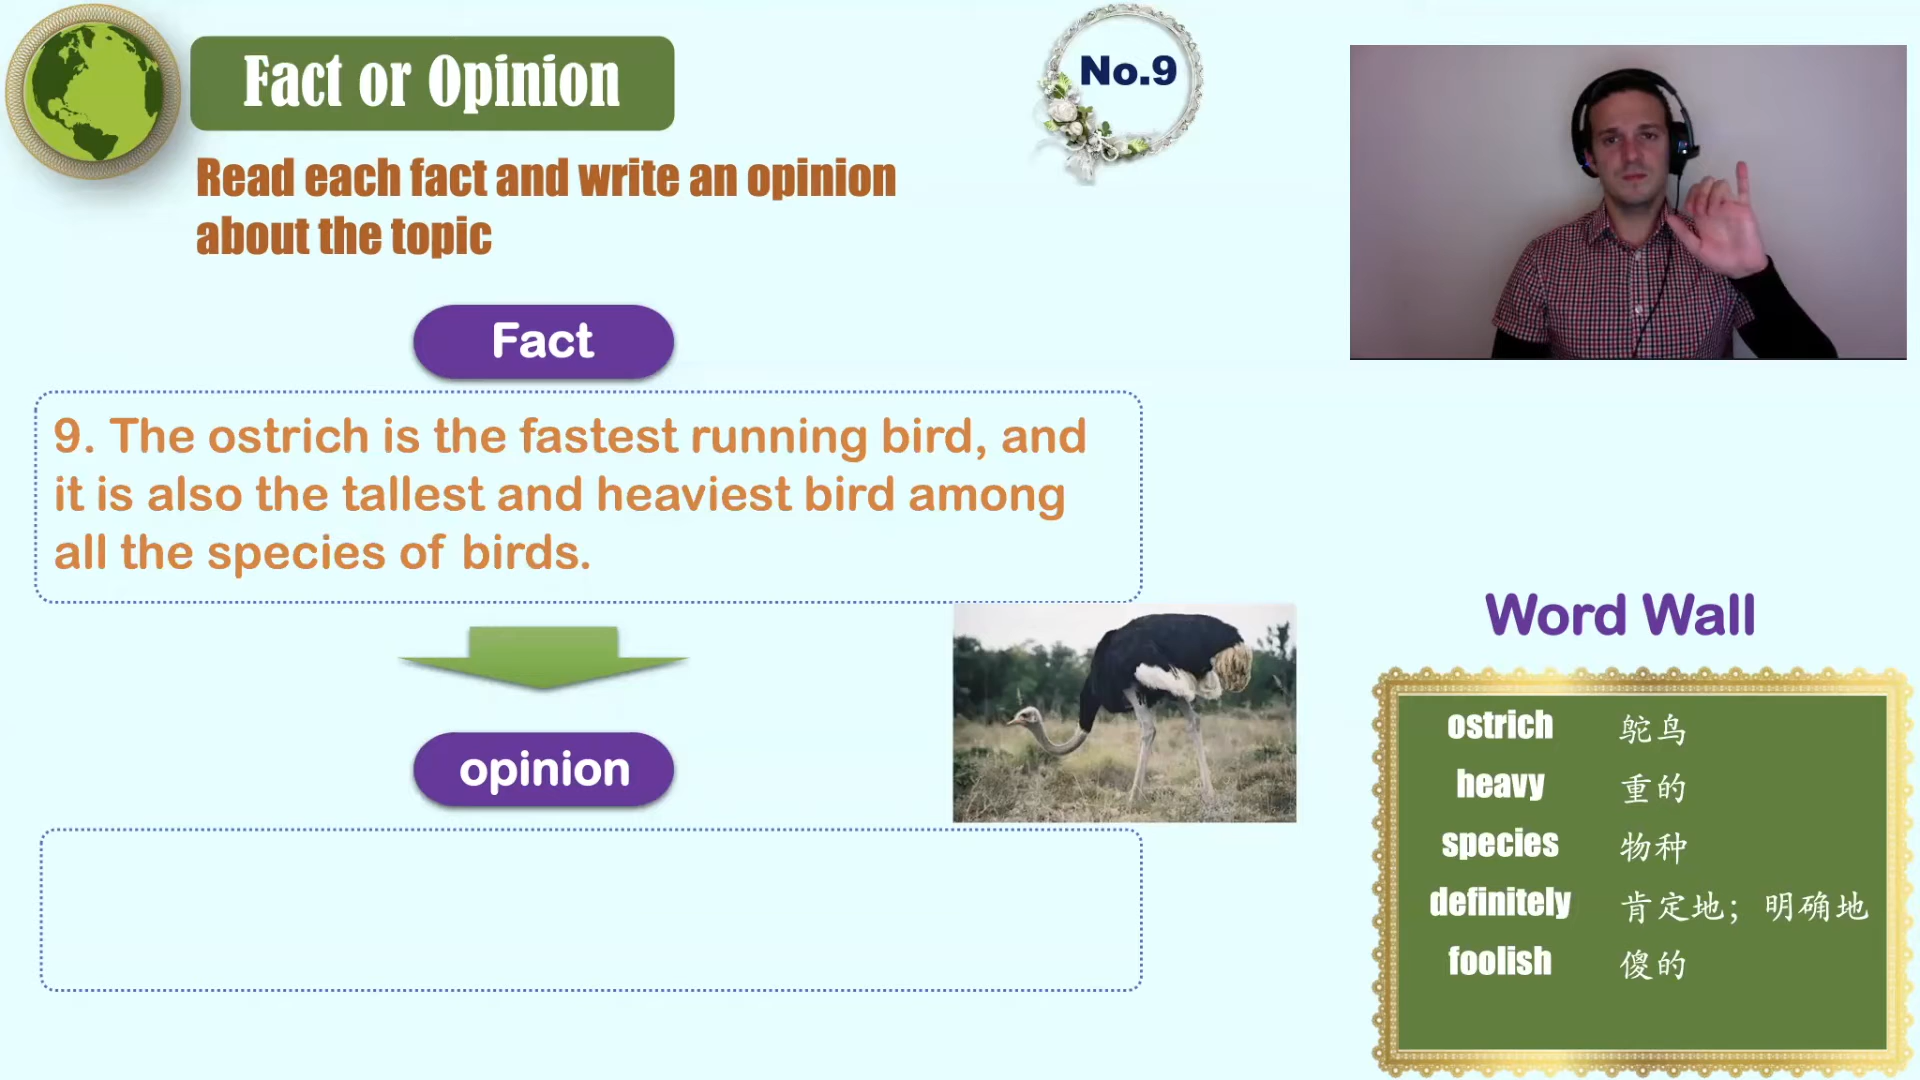 Fact or Opinion
No.9
Read each fact and write an opinion
about the topic
Fact
9. The ostrich is the fastest running bird, and
it is also the tallest and heaviest bird among
all the species of birds.
opinion
Word Wall
ostrich 鸵鸟
heavy 重的
species 物种
definitely 肯定地；明确地
foolish 傻的